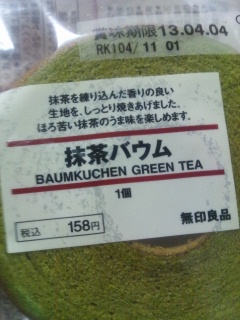 賞味期限13.04.04
RK104/11 01
抹茶を練り込んだ香りの良い
生地を、しっとり焼きあげました。
ほろ苦い抹茶のうま味を楽しめます。
抹茶バウム
BAUMKUCHEN GREEN TEA
1個
税込 158円
無印良品